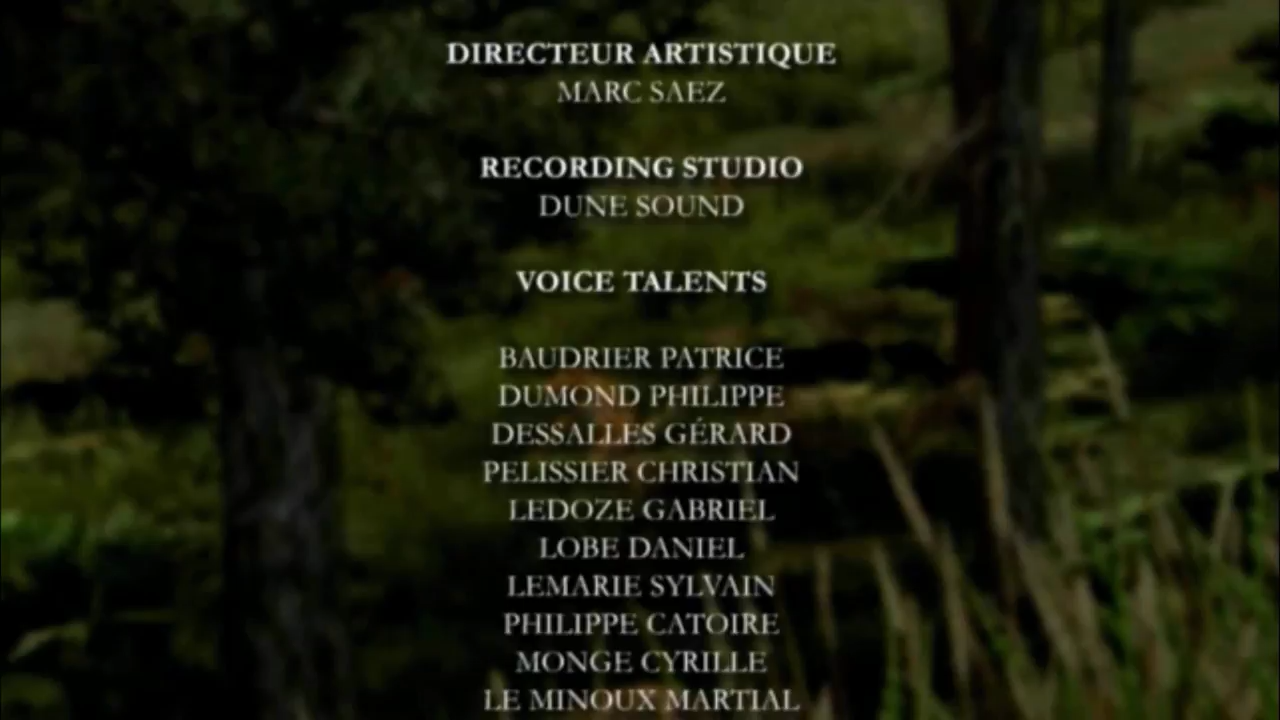 DIRECTEUR ARTISTIQUE
MARC SAEZ
RECORDING STUDIO
DUNE SOUND
VOICE TALENTS
BAUDRIER PATRICE
DUMOND PHILIPPE
DESSALLES GÉRARD
PELISSIER CHRISTIAN
LEDOZE GABRIEL
LOBE DANIEL
LEMARIE SYLVAIN
PHILIPPE CATOIRE
MONGE CYRILLE
LE MINOUX MARTIAL